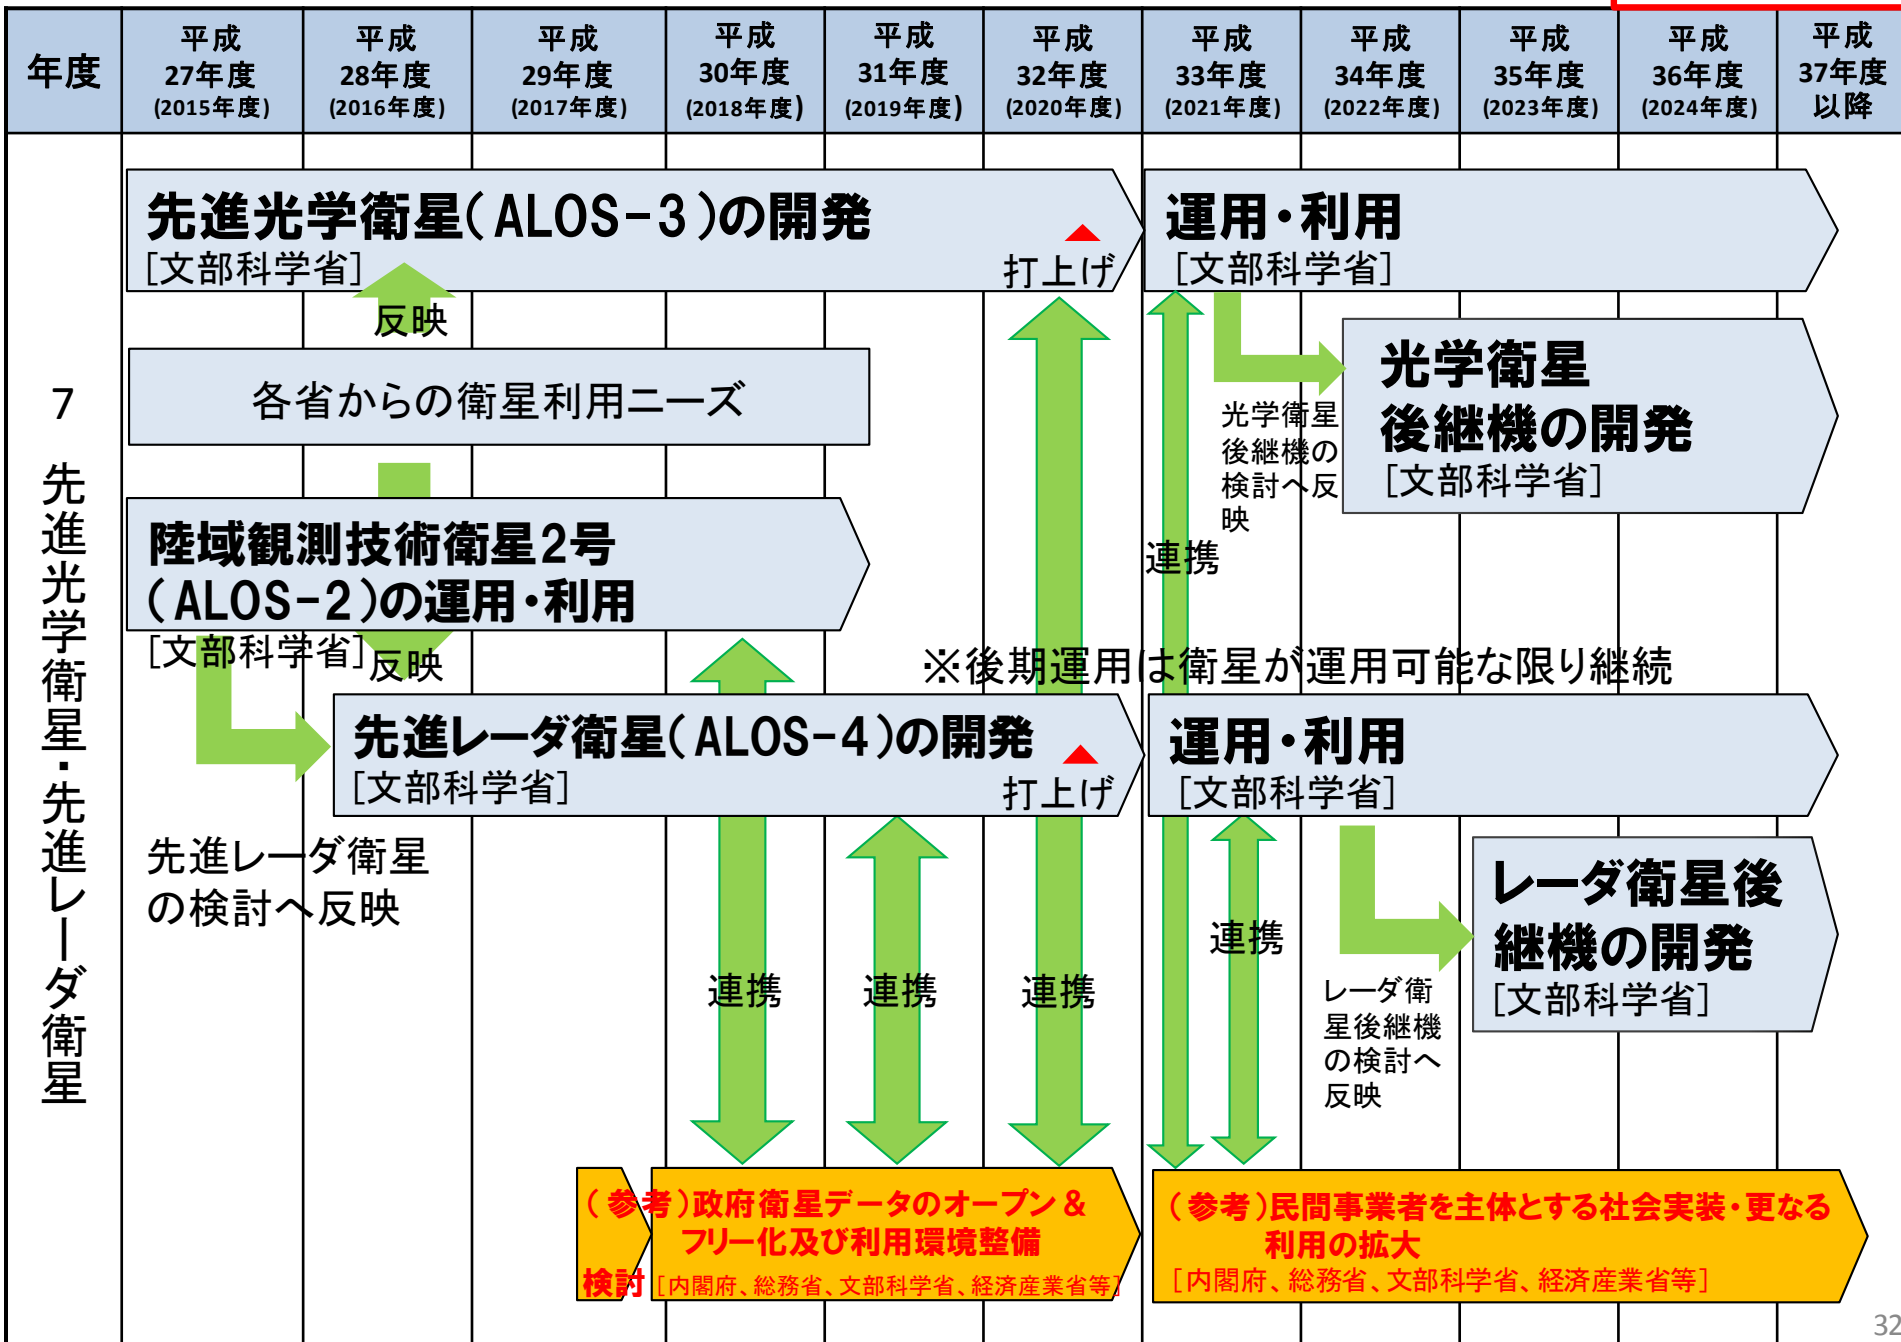 年度
平成
27年度
(2015年度)
平成
28年度
(2016年度)
平成
29年度
(2017年度)
平成
30年度
(2018年度)
平成
31年度
(2019年度)
平成
32年度
(2020年度)
平成
33年度
(2021年度)
平成
34年度
(2022年度)
平成
35年度
(2023年度)
平成
36年度
(2024年度)
平成
37年度
以降
7 先進光学衛星・先進レーダ衛星
先進光学衛星(ALOS-3)の開発
[文部科学省]
打上げ
運用・利用
[文部科学省]
反映
各省からの衛星利用ニーズ
光学衛星
後継機の
検討へ反
映
光学衛星
後継機の開発
[文部科学省]
陸域観測技術衛星2号
(ALOS-2)の運用・利用
[文部科学省]
反映
連携
※後期運用は衛星が運用可能な限り継続
先進レーダ衛星(ALOS-4)の開発
[文部科学省]
打上げ
運用・利用
[文部科学省]
先進レーダ衛星
の検討へ反映
連携
連携
連携
連携
レーダ衛
星後継機
の検討へ
反映
レーダ衛星後
継機の開発
[文部科学省]
(参考)政府衛星データのオープン&
フリー化及び利用環境整備
検討
[内閣府、総務省、文部科学省、経済産業省等]
(参考)民間事業者を主体とする社会実装・更なる
利用の拡大
[内閣府、総務省、文部科学省、経済産業省等]
32